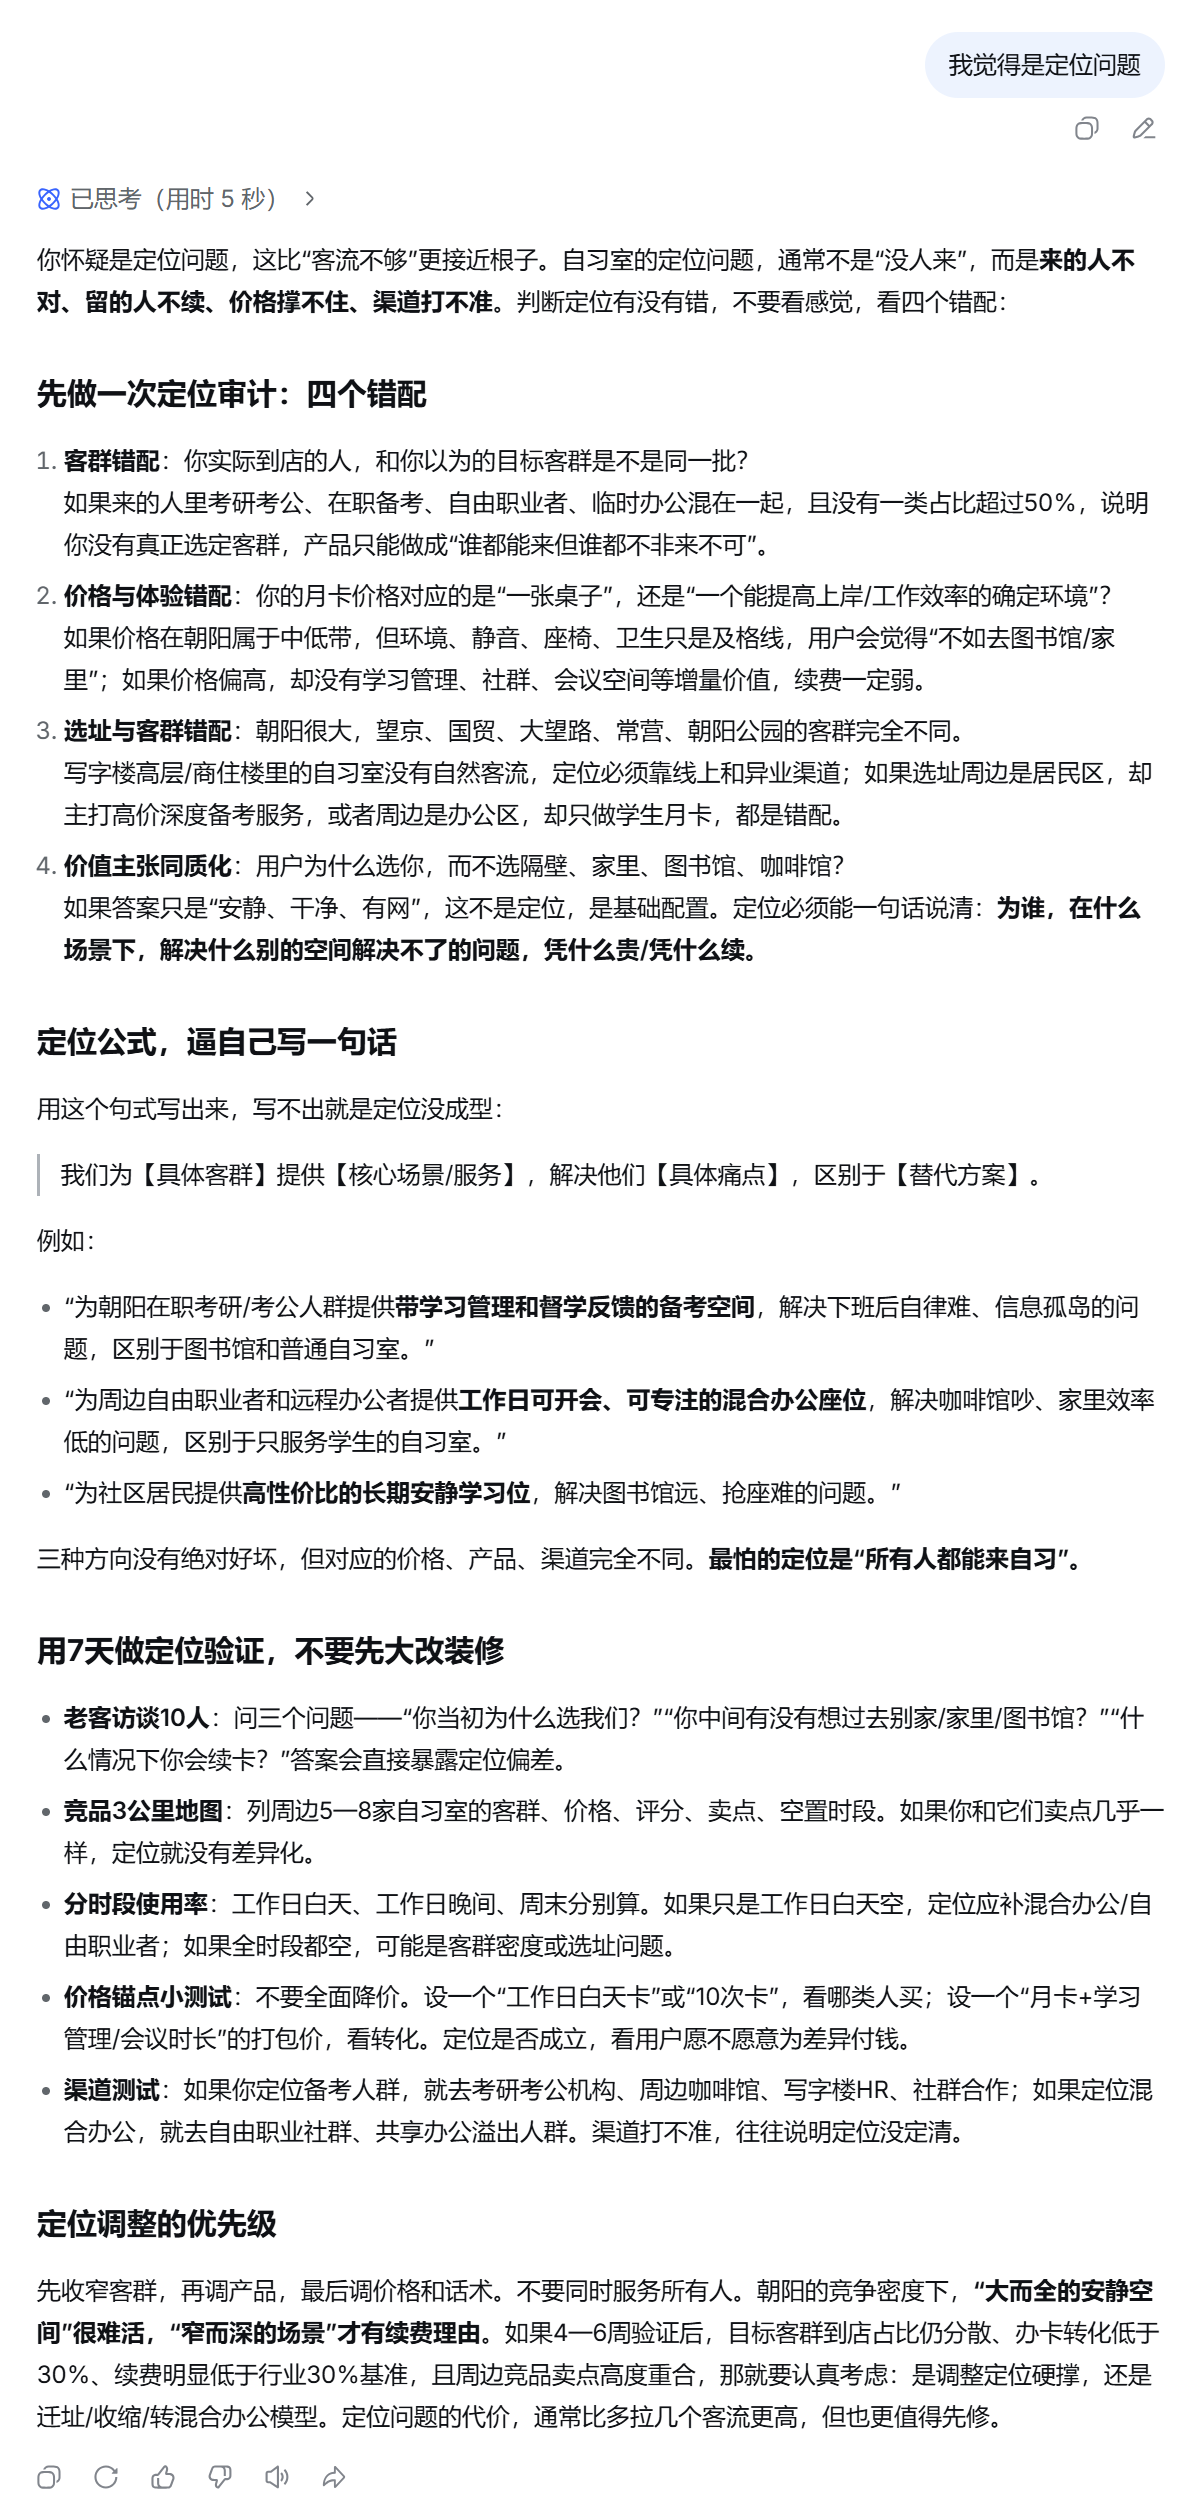 我觉得是定位问题
已思考（用时 5 秒）
你怀疑是定位问题，这比“客流不够”更接近根子。自习室的定位问题，通常不是“没人来”，而是来的人不
对、留的人不续、价格撑不住、渠道打不准。判断定位有没有错，不要看感觉，看四个错配：
先做一次定位审计：四个错配
1. 客群错配：你实际到店的人，和你以为的目标客群是不是同一批？
如果来的人里考研考公、在职备考、自由职业者、临时办公混在一起，且没有一类占比超过50%，说明
你没有真正选定客群，产品只能做成“谁都能来但谁都不非来不可”。
2. 价格与体验错配：你的月卡价格对应的是“一张桌子”，还是“一个能提高上岸/工作效率的确定环境”？
如果价格在朝阳属于中低带，但环境、静音、座椅、卫生只是及格线，用户会觉得“不如去图书馆/家
里”；如果价格偏高，却没有学习管理、社群、会议空间等增量价值，续费一定弱。
3. 选址与客群错配：朝阳很大，望京、国贸、大望路、常营、朝阳公园的客群完全不同。
写字楼高层/商住楼里的自习室没有自然客流，定位必须靠线上和异业渠道；如果选址周边是居民区，却
主打高价深度备考服务，或者周边是办公区，却只做学生月卡，都是错配。
4. 价值主张同质化：用户为什么选你，而不选隔壁、家里、图书馆、咖啡馆？
如果答案只是“安静、干净、有网”，这不是定位，是基础配置。定位必须能一句话说清：为谁，在什么
场景下，解决什么别的空间解决不了的问题，凭什么贵/凭什么续。
定位公式，逼自己写一句话
用这个句式写出来，写不出就是定位没成型：
我们为【具体客群】提供【核心场景/服务】，解决他们【具体痛点】，区别于【替代方案】。
例如：
• “为朝阳在职考研/考公人群提供带学习管理和督学反馈的备考空间，解决下班后自律难、信息孤岛的问
题，区别于图书馆和普通自习室。”
• “为周边自由职业者和远程办公者提供工作日可开会、可专注的混合办公座位，解决咖啡馆吵、家里效率
低的问题，区别于只服务学生的自习室。”
• “为社区居民提供高性价比的长期安静学习位，解决图书馆远、抢座难的问题。”
三种方向没有绝对好坏，但对应的价格、产品、渠道完全不同。最怕的定位是“所有人都能来自习”。
用7天做定位验证，不要先大改装修
• 老客访谈10人：问三个问题——“你当初为什么选我们？”“你中间有没有想过去别家/家里/图书馆？”“什
么情况下你会续卡？”答案会直接暴露定位偏差。
• 竞品3公里地图：列周边5—8家自习室的客群、价格、评分、卖点、空置时段。如果你和它们卖点几乎一
样，定位就没有差异化。
• 分时段使用率：工作日白天、工作日晚间、周末分别算。如果只是工作日白天空，定位应补混合办公/自
由职业者；如果全时段都空，可能是客群密度或选址问题。
• 价格锚点小测试：不要全面降价。设一个“工作日白天卡”或“10次卡”，看哪类人买；设一个“月卡+学习
管理/会议时长”的打包价，看转化。定位是否成立，看用户愿不愿意为差异付钱。
• 渠道测试：如果你定位备考人群，就去考研考公机构、周边咖啡馆、写字楼HR、社群合作；如果定位混
合办公，就去自由职业社群、共享办公溢出人群。渠道打不准，往往说明定位没定清。
定位调整的优先级
先收窄客群，再调产品，最后调价格和话术。不要同时服务所有人。朝阳的竞争密度下，“大而全的安静空
间”很难活，“窄而深的场景”才有续费理由。如果4—6周验证后，目标客群到店占比仍分散、办卡转化低于
30%、续费明显低于行业30%基准，且周边竞品卖点高度重合，那就要认真考虑：是调整定位硬撑，还是
迁址/收缩/转混合办公模型。定位问题的代价，通常比多拉几个客流更高，但也更值得先修。